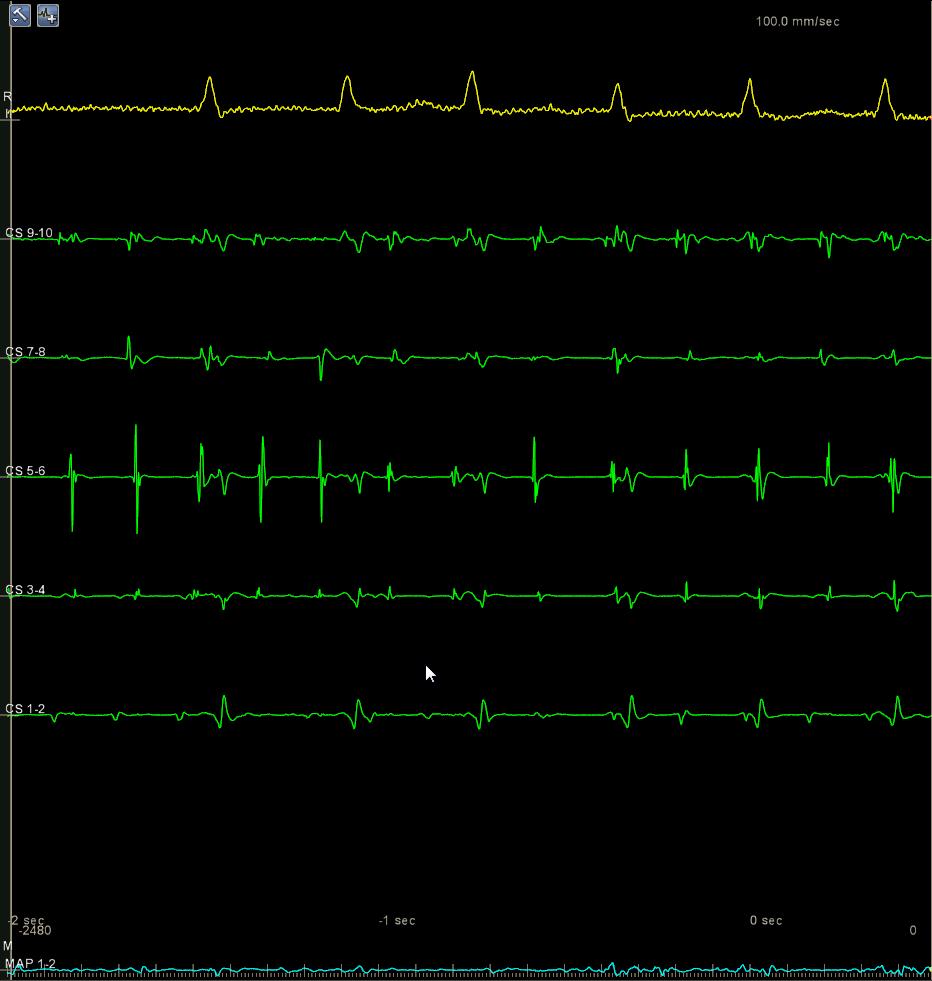 100.0 mm/sec
R
CS 9-10
CS 7-8
CS 5-6
CS 3-4
CS 1-2
-2 sec
-1 sec
0 sec
-2480
0
M
MAP 1-2